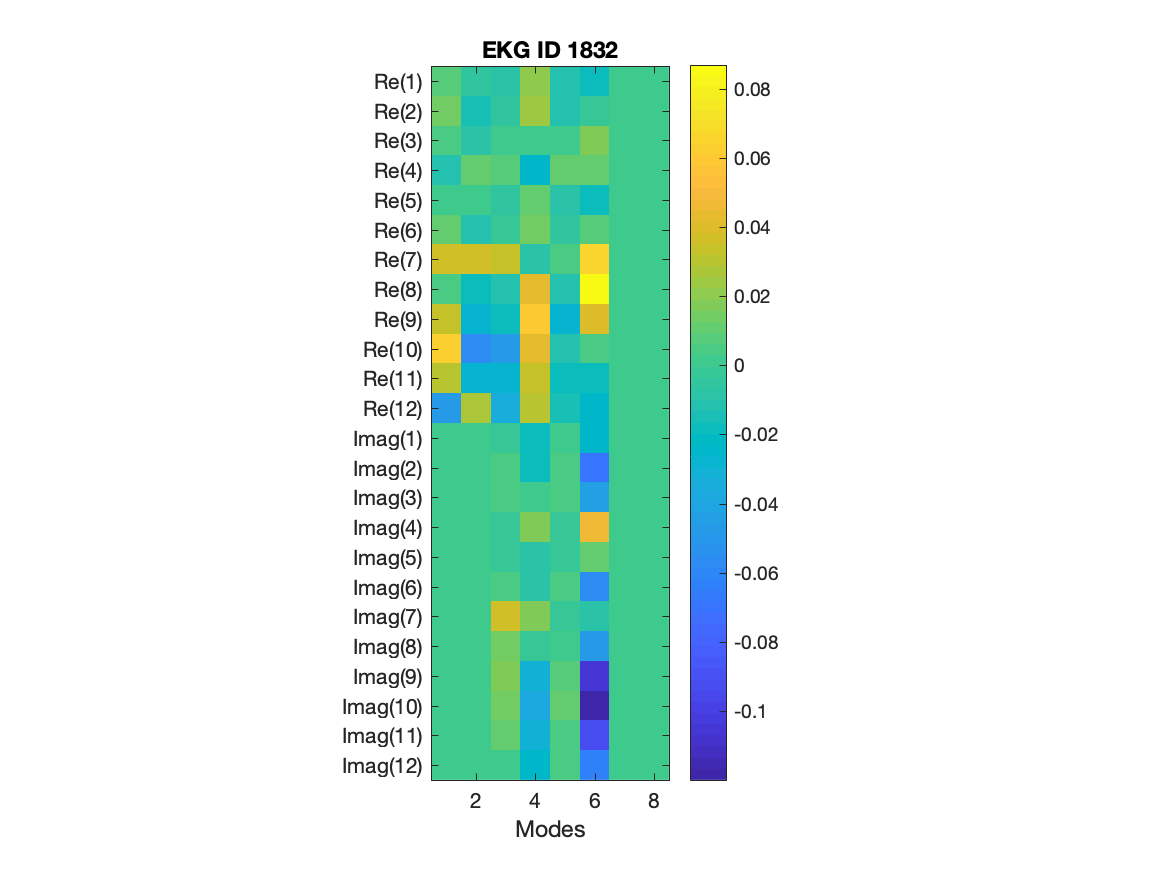 EKG ID 1832
Re(1)
Re(2)
Re(3)
Re(4)
Re(5)
Re(6)
Re(7)
Re(8)
Re(9)
Re(10)
Re(11)
Re(12)
Imag(1)
Imag(2)
Imag(3)
Imag(4)
Imag(5)
Imag(6)
Imag(7)
Imag(8)
Imag(9)
Imag(10)
Imag(11)
Imag(12)
2 4 6 8
Modes
0.08
0.06
0.04
0.02
0
-0.02
-0.04
-0.06
-0.08
-0.1